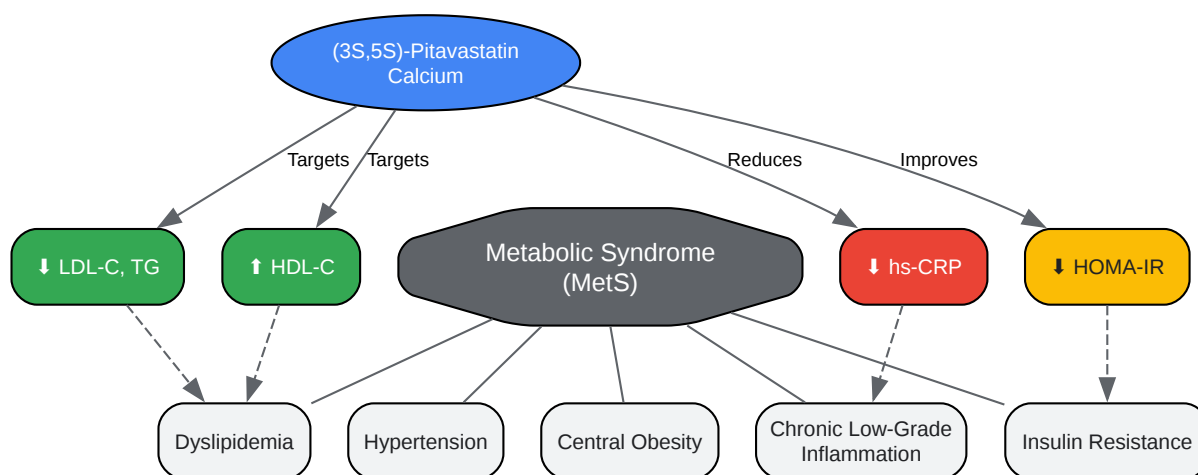 (3S,5S)-Pitavastatin
Calcium
Targets
Targets
Reduces
Improves
⬇ LDL-C, TG
⬆ HDL-C
Metabolic Syndrome
(MetS)
⬇ hs-CRP
⬇ HOMA-IR
Dyslipidemia
Hypertension
Central Obesity
Chronic Low-Grade
Inflammation
Insulin Resistance